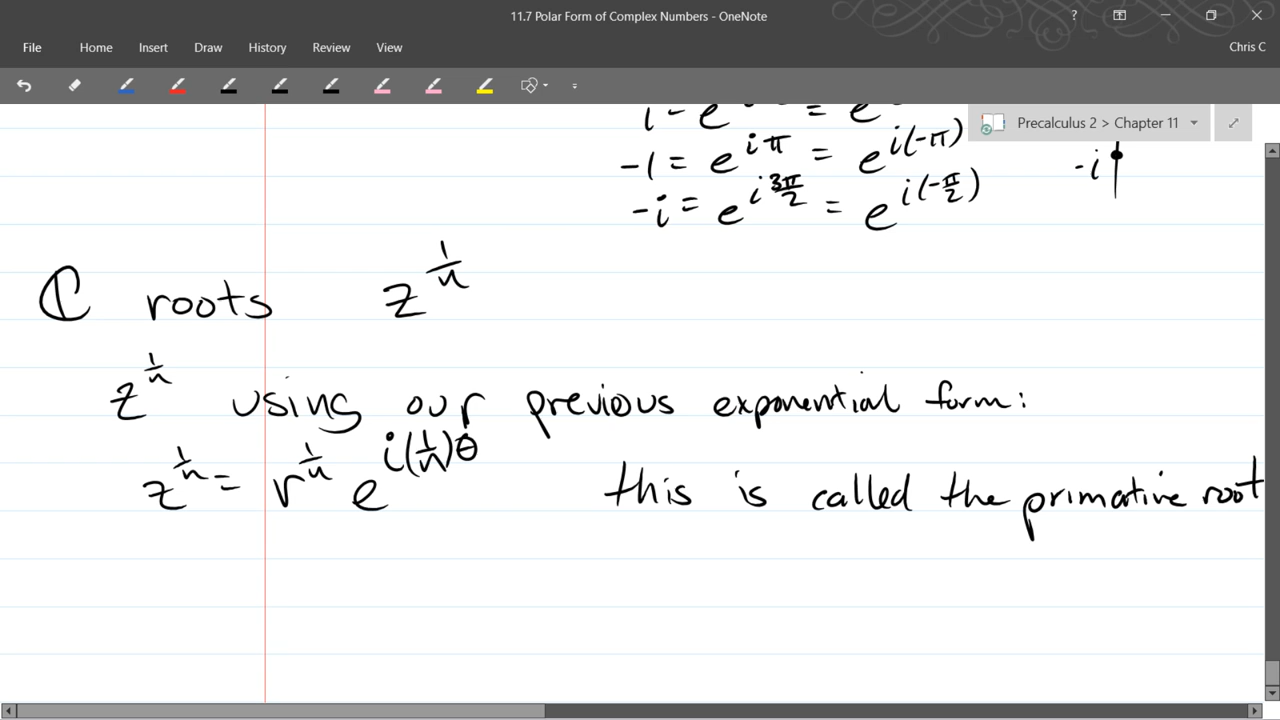 11.7 Polar Form of Complex Numbers - OneNote
?
File Home Insert Draw History Review View
Chris C
Precalculus 2 > Chapter 11
-1 = e^{iπ} = e^{i(-π)}
-i
-i = e^{i 3π/2} = e^{i(-π/2)}
ℂ roots z^{1/n}
z^{1/n} using our previous exponential form:
z^{1/n} = r^{1/n} e^{i(1/n)θ} this is called the primative root